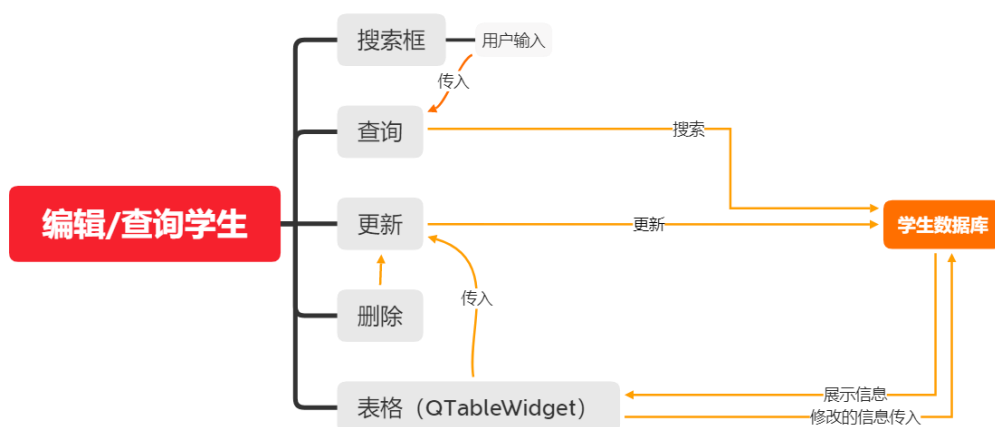 搜索框
用户输入
传入
查询
搜索
编辑/查询学生
更新
更新
学生数据库
传入
删除
展示信息
表格（QTableWidget）
修改的信息传入